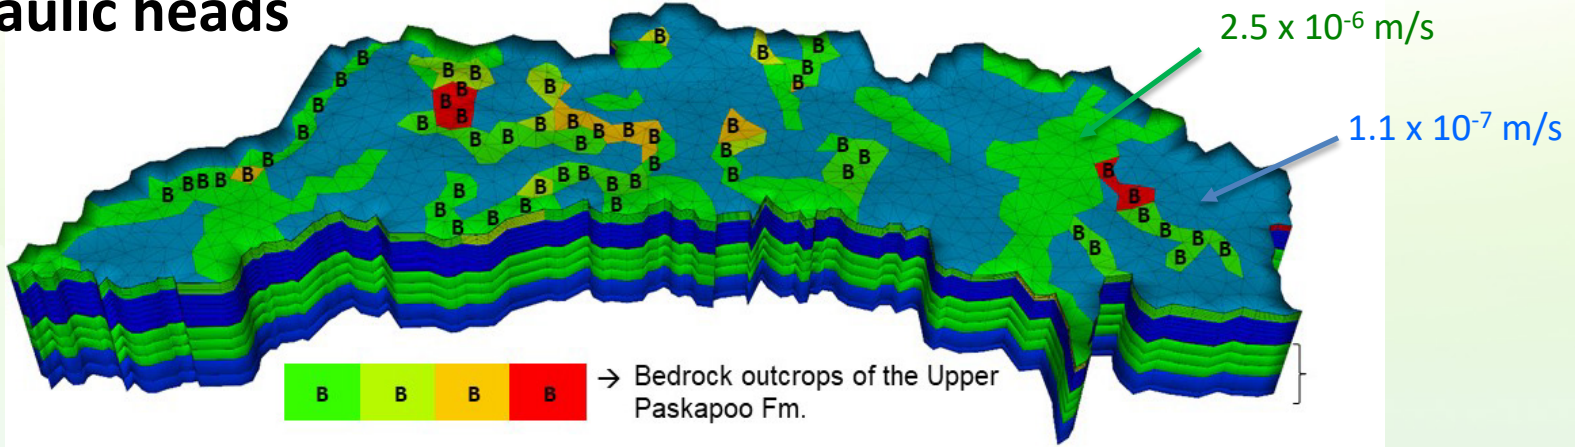 aulic heads
2.5 x 10⁻⁶ m/s
1.1 x 10⁻⁷ m/s
B B B B → Bedrock outcrops of the Upper
Paskapoo Fm.